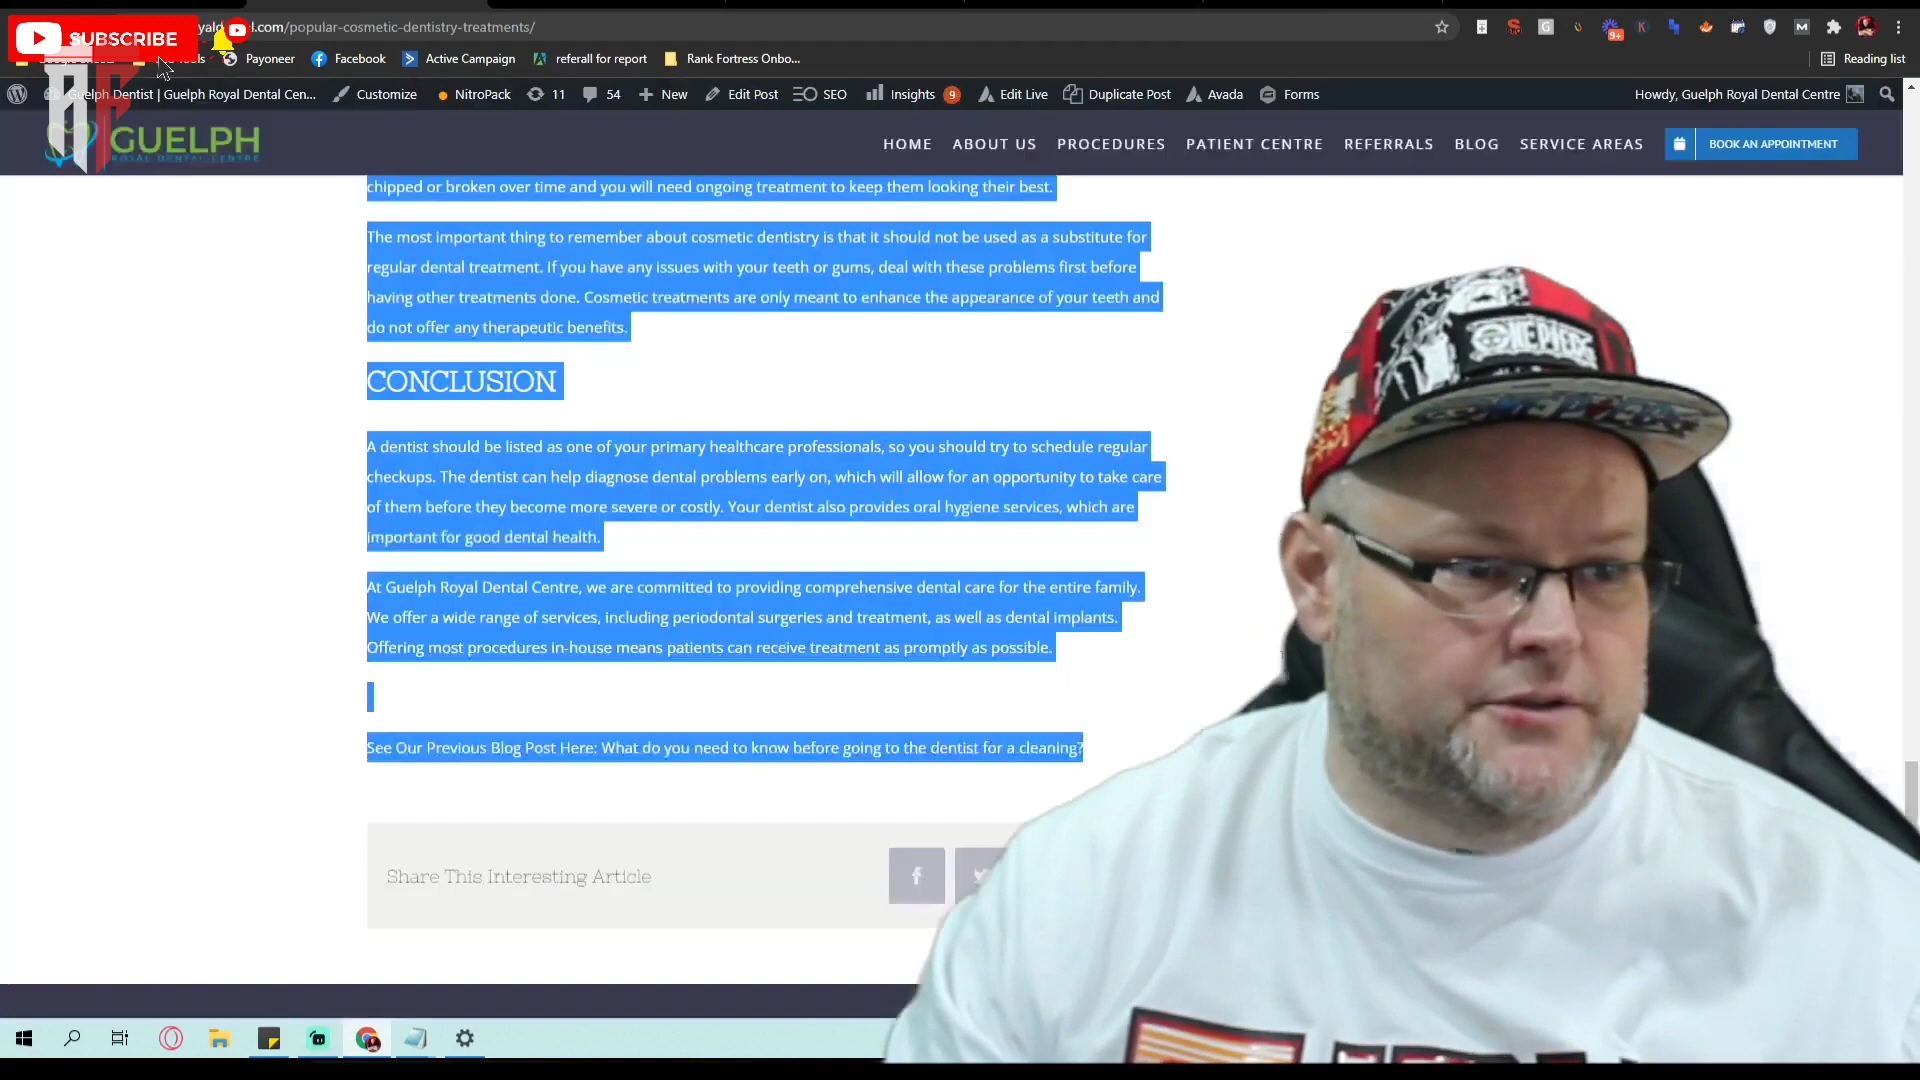 SUBSCRIBE
.com/popular-cosmetic-dentistry-treatments/
9+
Payoneer
Facebook
Active Campaign
referall for report
Rank Fortress Onbo...
Reading list
Guelph Dentist | Guelph Royal Dental Cen...
Customize
NitroPack
11
54
New
Edit Post
SEO
Insights 9
Edit Live
Duplicate Post
Avada
Forms
Howdy, Guelph Royal Dental Centre
GUELPH
ROYAL DENTAL CENTRE
HOME
ABOUT US
PROCEDURES
PATIENT CENTRE
REFERRALS
BLOG
SERVICE AREAS
BOOK AN APPOINTMENT
chipped or broken over time and you will need ongoing treatment to keep them looking their best.
The most important thing to remember about cosmetic dentistry is that it should not be used as a substitute for
regular dental treatment. If you have any issues with your teeth or gums, deal with these problems first before
having other treatments done. Cosmetic treatments are only meant to enhance the appearance of your teeth and
do not offer any therapeutic benefits.
CONCLUSION
A dentist should be listed as one of your primary healthcare professionals, so you should try to schedule regular
checkups. The dentist can help diagnose dental problems early on, which will allow for an opportunity to take care
of them before they become more severe or costly. Your dentist also provides oral hygiene services, which are
important for good dental health.
At Guelph Royal Dental Centre, we are committed to providing comprehensive dental care for the entire family.
We offer a wide range of services, including periodontal surgeries and treatment, as well as dental implants.
Offering most procedures in-house means patients can receive treatment as promptly as possible.
See Our Previous Blog Post Here: What do you need to know before going to the dentist for a cleaning?
Share This Interesting Article
ONE PIECE